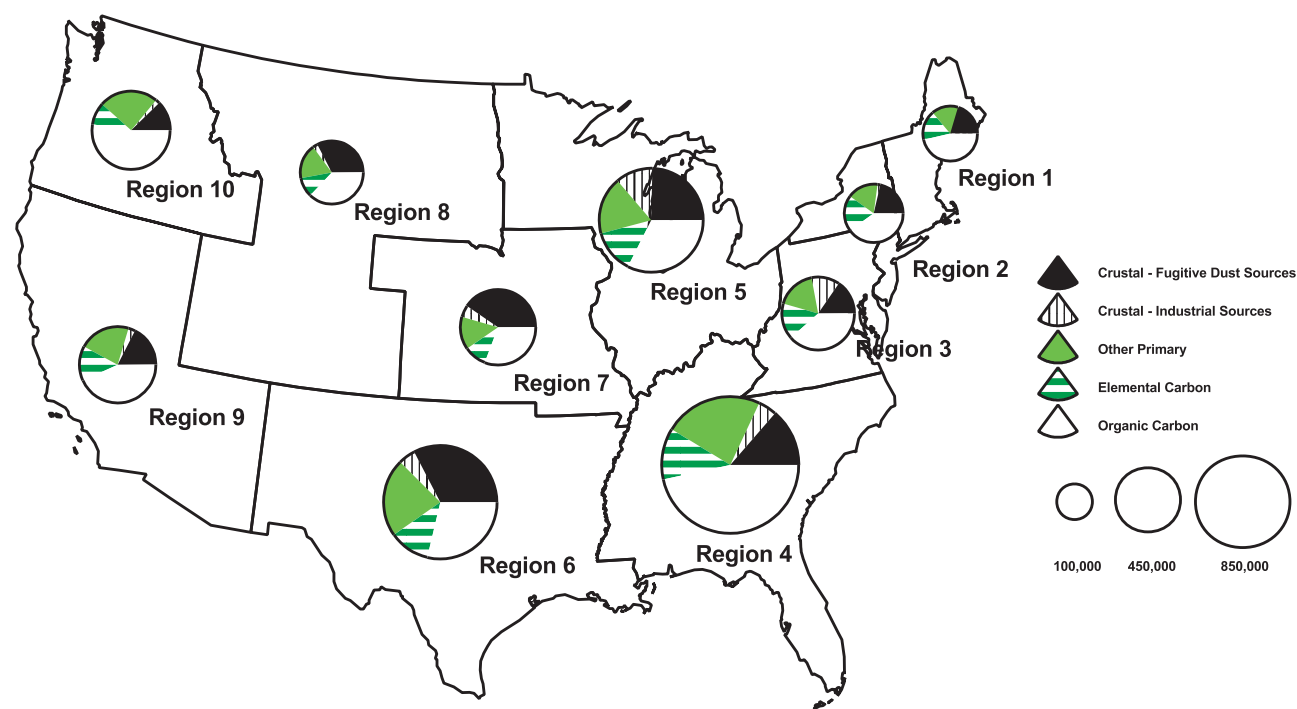 Region 1
Region 10
Region 8
Region 2
Crustal - Fugitive Dust Sources
Region 5
Crustal - Industrial Sources
Region 3
Other Primary
Region 7
Elemental Carbon
Region 9
Organic Carbon
Region 4
Region 6
100,000
450,000
850,000